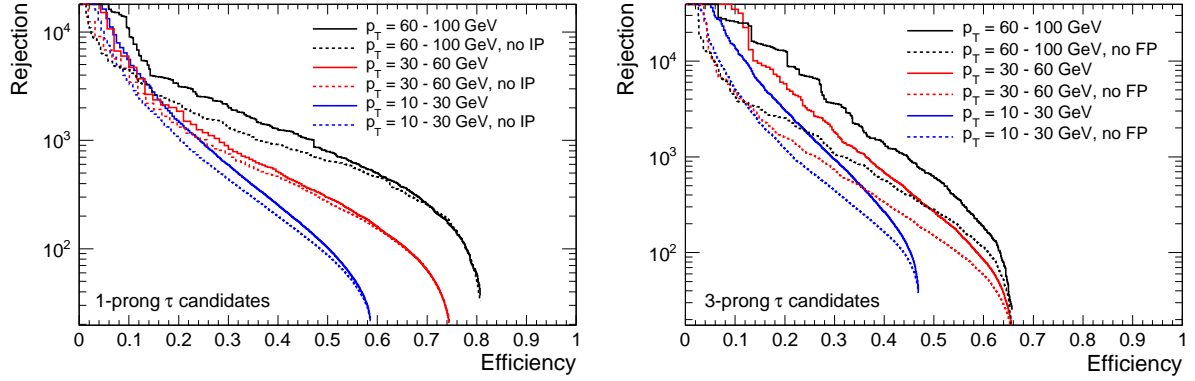 Rejection
10⁴
10³
10²
p_T = 60 - 100 GeV
p_T = 60 - 100 GeV, no IP
p_T = 30 - 60 GeV
p_T = 30 - 60 GeV, no IP
p_T = 10 - 30 GeV
p_T = 10 - 30 GeV, no IP
1-prong τ candidates
0 0.1 0.2 0.3 0.4 0.5 0.6 0.7 0.8 0.9 1
Efficiency
Rejection
10⁴
10³
10²
p_T = 60 - 100 GeV
p_T = 60 - 100 GeV, no FP
p_T = 30 - 60 GeV
p_T = 30 - 60 GeV, no FP
p_T = 10 - 30 GeV
p_T = 10 - 30 GeV, no FP
3-prong τ candidates
0 0.1 0.2 0.3 0.4 0.5 0.6 0.7 0.8 0.9 1
Efficiency